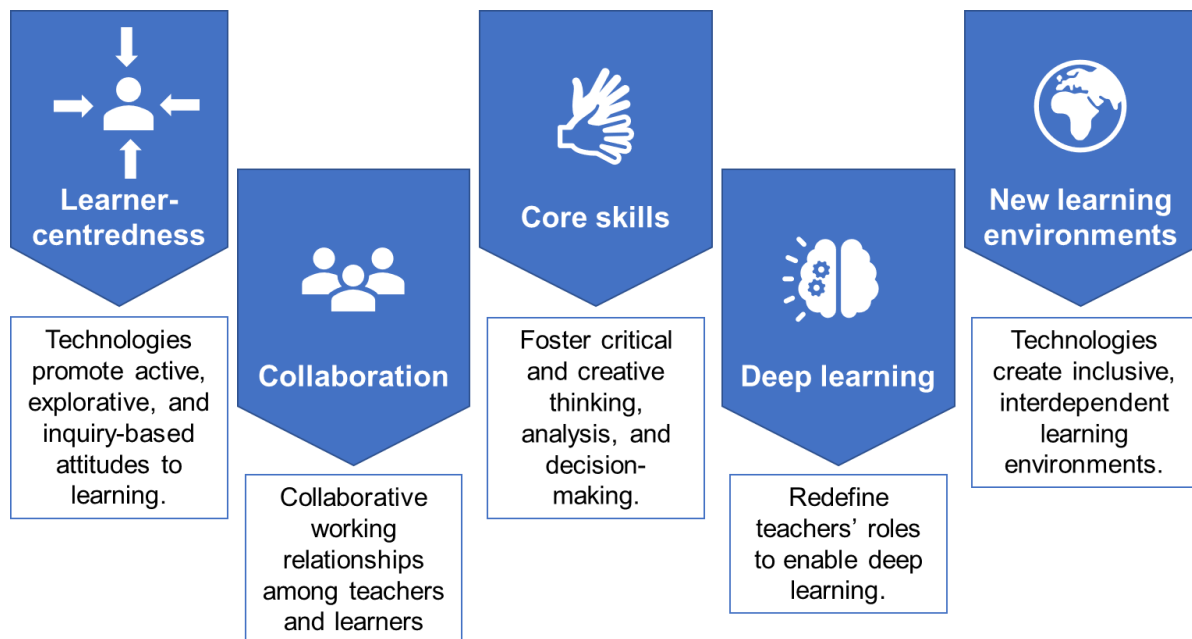 Learner-
centredness
Technologies
promote active,
explorative, and
inquiry-based
attitudes to
learning.
Collaboration
Collaborative
working
relationships
among teachers
and learners
Core skills
Foster critical
and creative
thinking,
analysis, and
decision-
making.
Deep learning
Redefine
teachers’ roles
to enable deep
learning.
New learning
environments
Technologies
create inclusive,
interdependent
learning
environments.